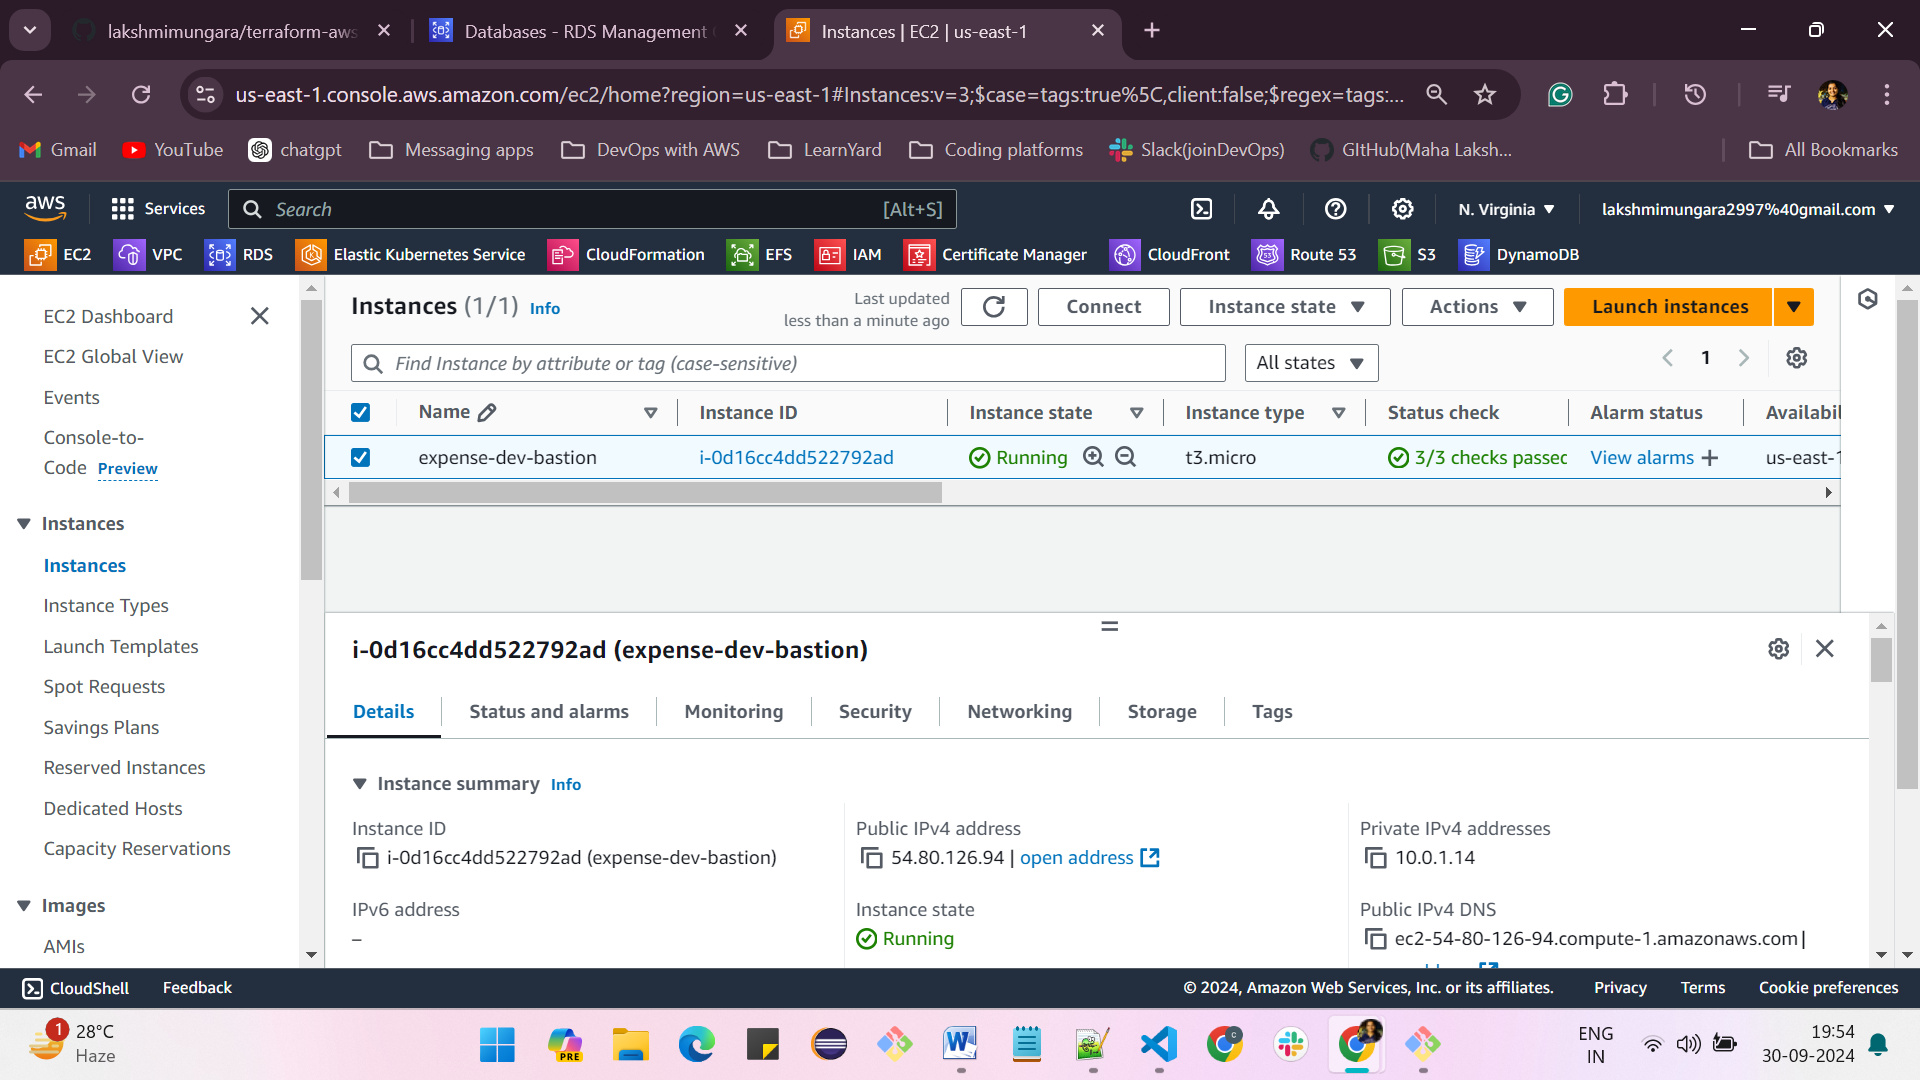 lakshmimungara/terraform-aws
Databases - RDS Management
Instances | EC2 | us-east-1
us-east-1.console.aws.amazon.com/ec2/home?region=us-east-1#Instances:v=3;$case=tags:true%5C,client:false;$regex=tags:...
Gmail
YouTube
chatgpt
Messaging apps
DevOps with AWS
LearnYard
Coding platforms
Slack(joinDevOps)
GItHub(Maha Laksh...
All Bookmarks
aws
Services
Search
[Alt+S]
N. Virginia
lakshmimungara2997%40gmail.com
EC2
VPC
RDS
Elastic Kubernetes Service
CloudFormation
EFS
IAM
Certificate Manager
CloudFront
Route 53
S3
DynamoDB
EC2 Dashboard
EC2 Global View
Events
Console-to-
Code Preview
Instances
Instances
Instance Types
Launch Templates
Spot Requests
Savings Plans
Reserved Instances
Dedicated Hosts
Capacity Reservations
Images
AMIs
Instances (1/1) Info
Last updated
less than a minute ago
Connect
Instance state
Actions
Launch instances
Find Instance by attribute or tag (case-sensitive)
All states
1
Name
Instance ID
Instance state
Instance type
Status check
Alarm status
Availabil
expense-dev-bastion
i-0d16cc4dd522792ad
Running
t3.micro
3/3 checks passec
View alarms +
us-east-1
i-0d16cc4dd522792ad (expense-dev-bastion)
Details
Status and alarms
Monitoring
Security
Networking
Storage
Tags
Instance summary Info
Instance ID
i-0d16cc4dd522792ad (expense-dev-bastion)
Public IPv4 address
54.80.126.94 | open address
Private IPv4 addresses
10.0.1.14
IPv6 address
–
Instance state
Running
Public IPv4 DNS
ec2-54-80-126-94.compute-1.amazonaws.com |
CloudShell
Feedback
© 2024, Amazon Web Services, Inc. or its affiliates.
Privacy
Terms
Cookie preferences
1
28°C
Haze
PRE
ENG
IN
19:54
30-09-2024